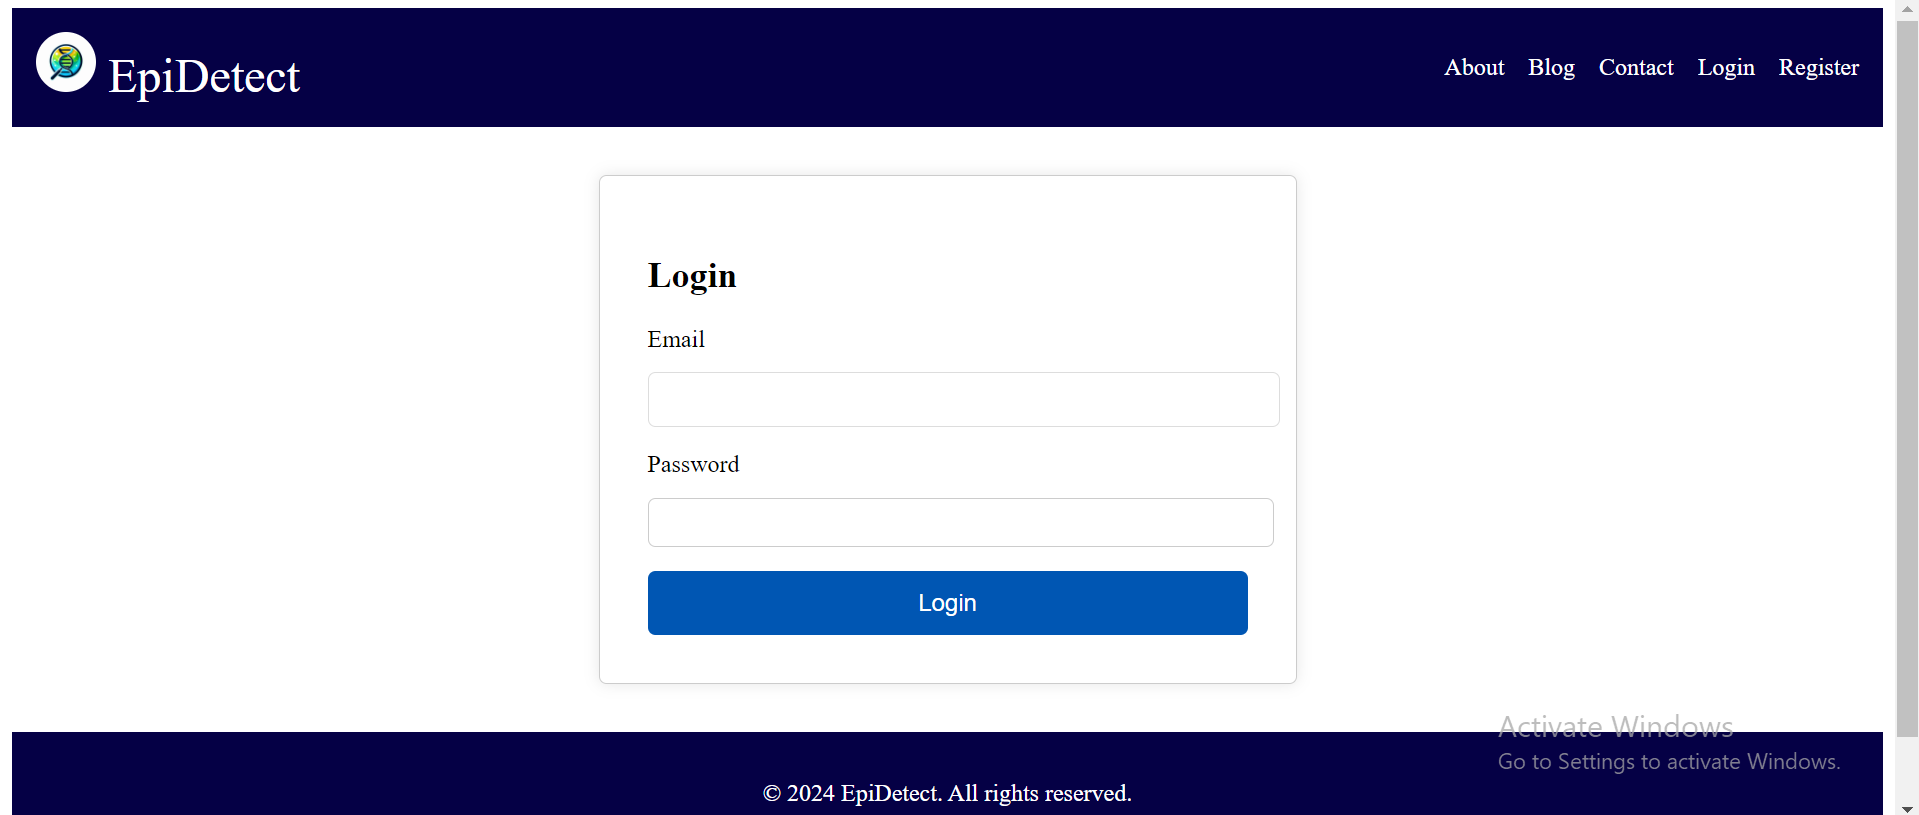 EpiDetect
About Blog Contact Login Register
Login
Email
Password
Login
Activate Windows
Go to Settings to activate Windows.
© 2024 EpiDetect. All rights reserved.